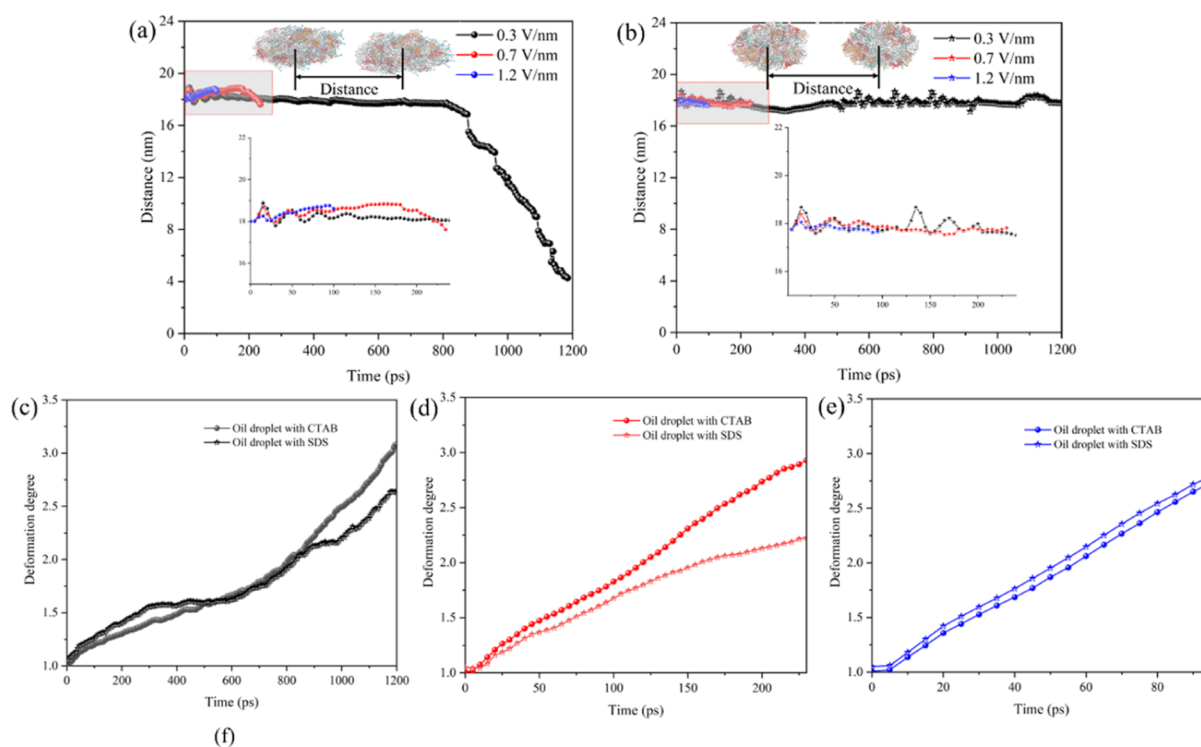 (a)
24
20
16
12
8
4
0
Distance (nm)
0 200 400 600 800 1000 1200
Time (ps)
0.3 V/nm
0.7 V/nm
1.2 V/nm
Distance
22
20
18
16
0 50 100 150 200
(b)
24
20
16
12
8
4
0
Distance (nm)
0 200 400 600 800 1000 1200
Time (ps)
0.3 V/nm
0.7 V/nm
1.2 V/nm
Distance
22
20
18
16
50 100 150 200
(c)
3.5
3.0
2.5
2.0
1.5
1.0
Deformation degree
0 200 400 600 800 1000 1200
Time (ps)
Oil droplet with CTAB
Oil droplet with SDS
(d)
3.5
3.0
2.5
2.0
1.5
1.0
Deformation degree
0 50 100 150 200
Time (ps)
Oil droplet with CTAB
Oil droplet with SDS
(e)
3.5
3.0
2.5
2.0
1.5
1.0
Deformation degree
0 20 40 60 80
Time (ps)
Oil droplet with CTAB
Oil droplet with SDS
(f)